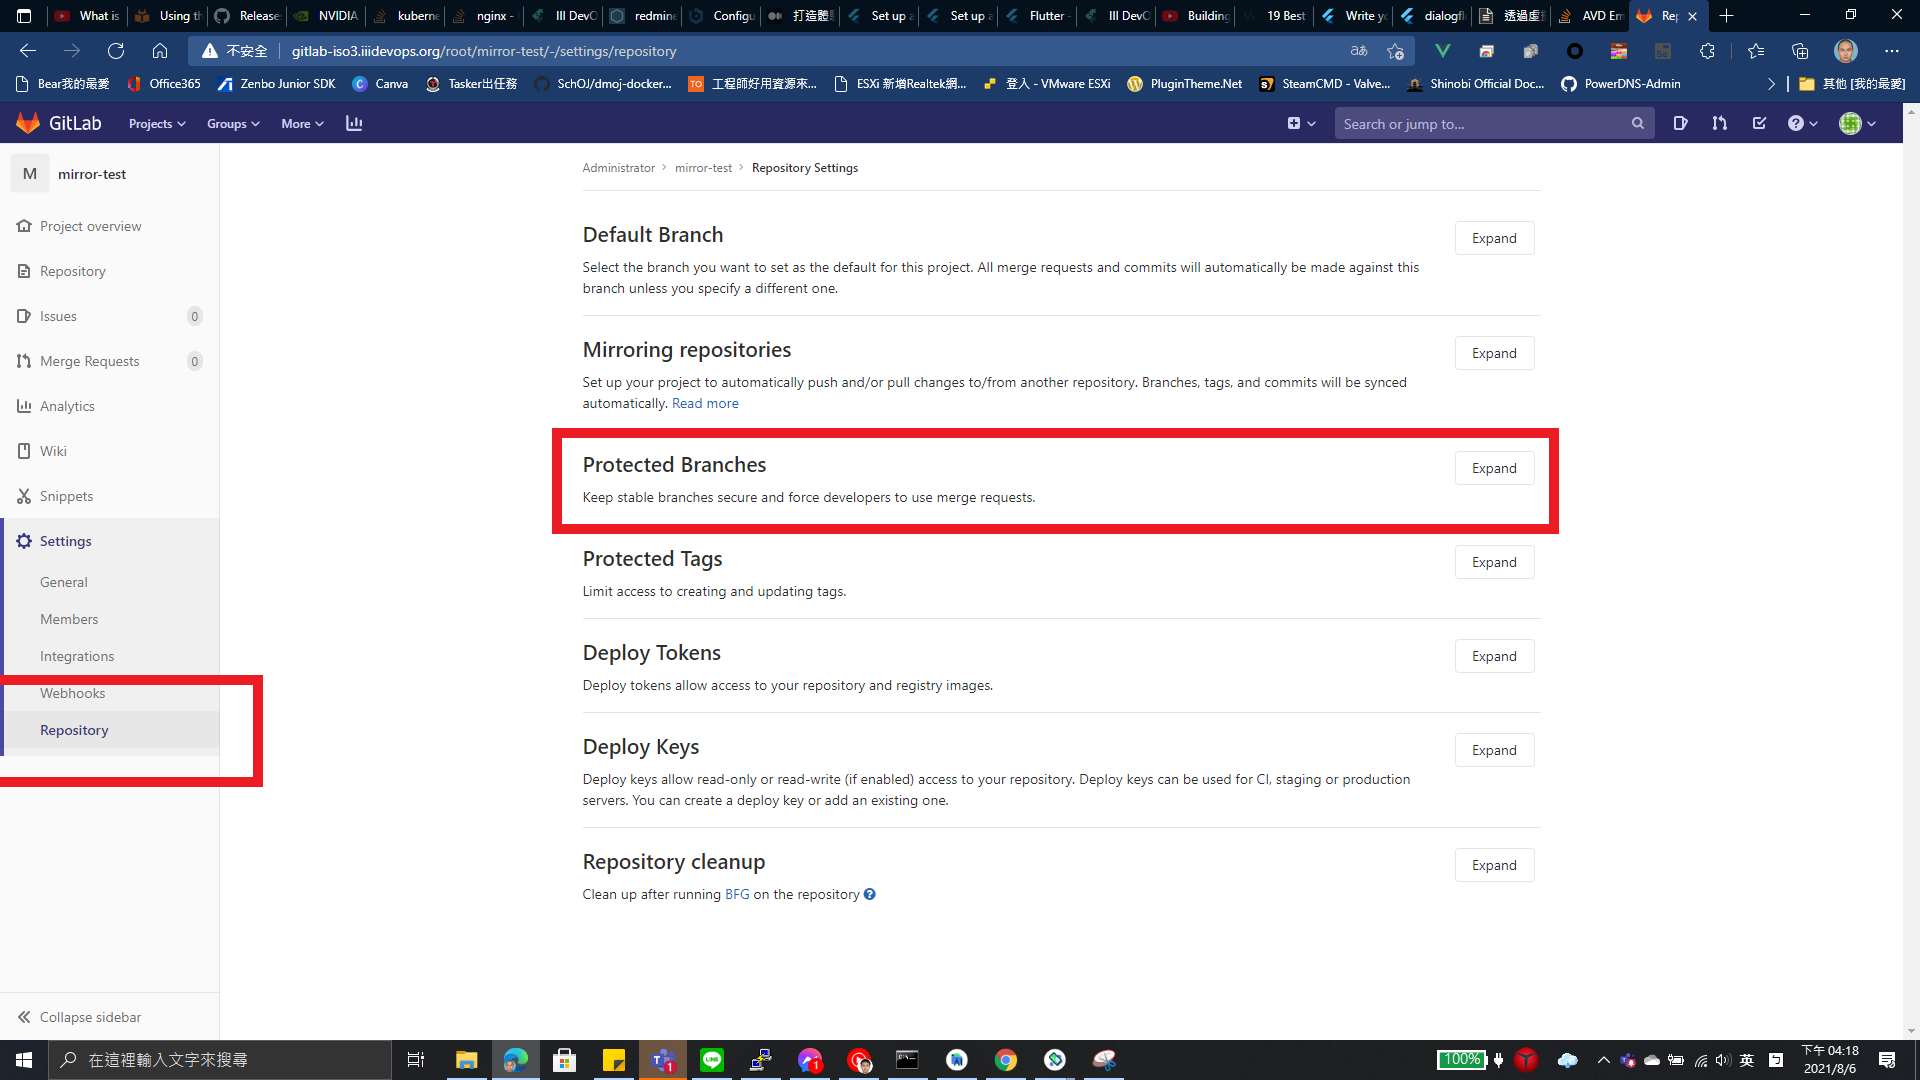 What is
Using th
Release
NVIDIA
kuberne
nginx -
III DevO
redmine
Configu
打造體
Set up a
Set up a
Flutter -
III DevO
Building
19 Best
Write yo
dialogfl
透過虛
AVD Em
Rep
不安全 gitlab-iso3.iiidevops.org/root/mirror-test/-/settings/repository
Bear我的最愛
Office365
Zenbo Junior SDK
Canva
Tasker出任務
SchOJ/dmoj-docker...
TO 工程師好用資源來...
ESXi 新增Realtek網...
登入 - VMware ESXi
PluginTheme.Net
SteamCMD - Valve...
Shinobi Official Doc...
PowerDNS-Admin
其他 [我的最愛]
GitLab Projects Groups More Search or jump to...
M mirror-test
Project overview
Repository
Issues 0
Merge Requests 0
Analytics
Wiki
Snippets
Settings
General
Members
Integrations
Webhooks
Repository
Collapse sidebar
Administrator > mirror-test > Repository Settings
Default Branch
Expand
Select the branch you want to set as the default for this project. All merge requests and commits will automatically be made against this
branch unless you specify a different one.
Mirroring repositories
Expand
Set up your project to automatically push and/or pull changes to/from another repository. Branches, tags, and commits will be synced
automatically. Read more
Protected Branches
Expand
Keep stable branches secure and force developers to use merge requests.
Protected Tags
Expand
Limit access to creating and updating tags.
Deploy Tokens
Expand
Deploy tokens allow access to your repository and registry images.
Deploy Keys
Expand
Deploy keys allow read-only or read-write (if enabled) access to your repository. Deploy keys can be used for CI, staging or production
servers. You can create a deploy key or add an existing one.
Repository cleanup
Expand
Clean up after running BFG on the repository
在這裡輸入文字來搜尋
100%
英
下午 04:18
2021/8/6